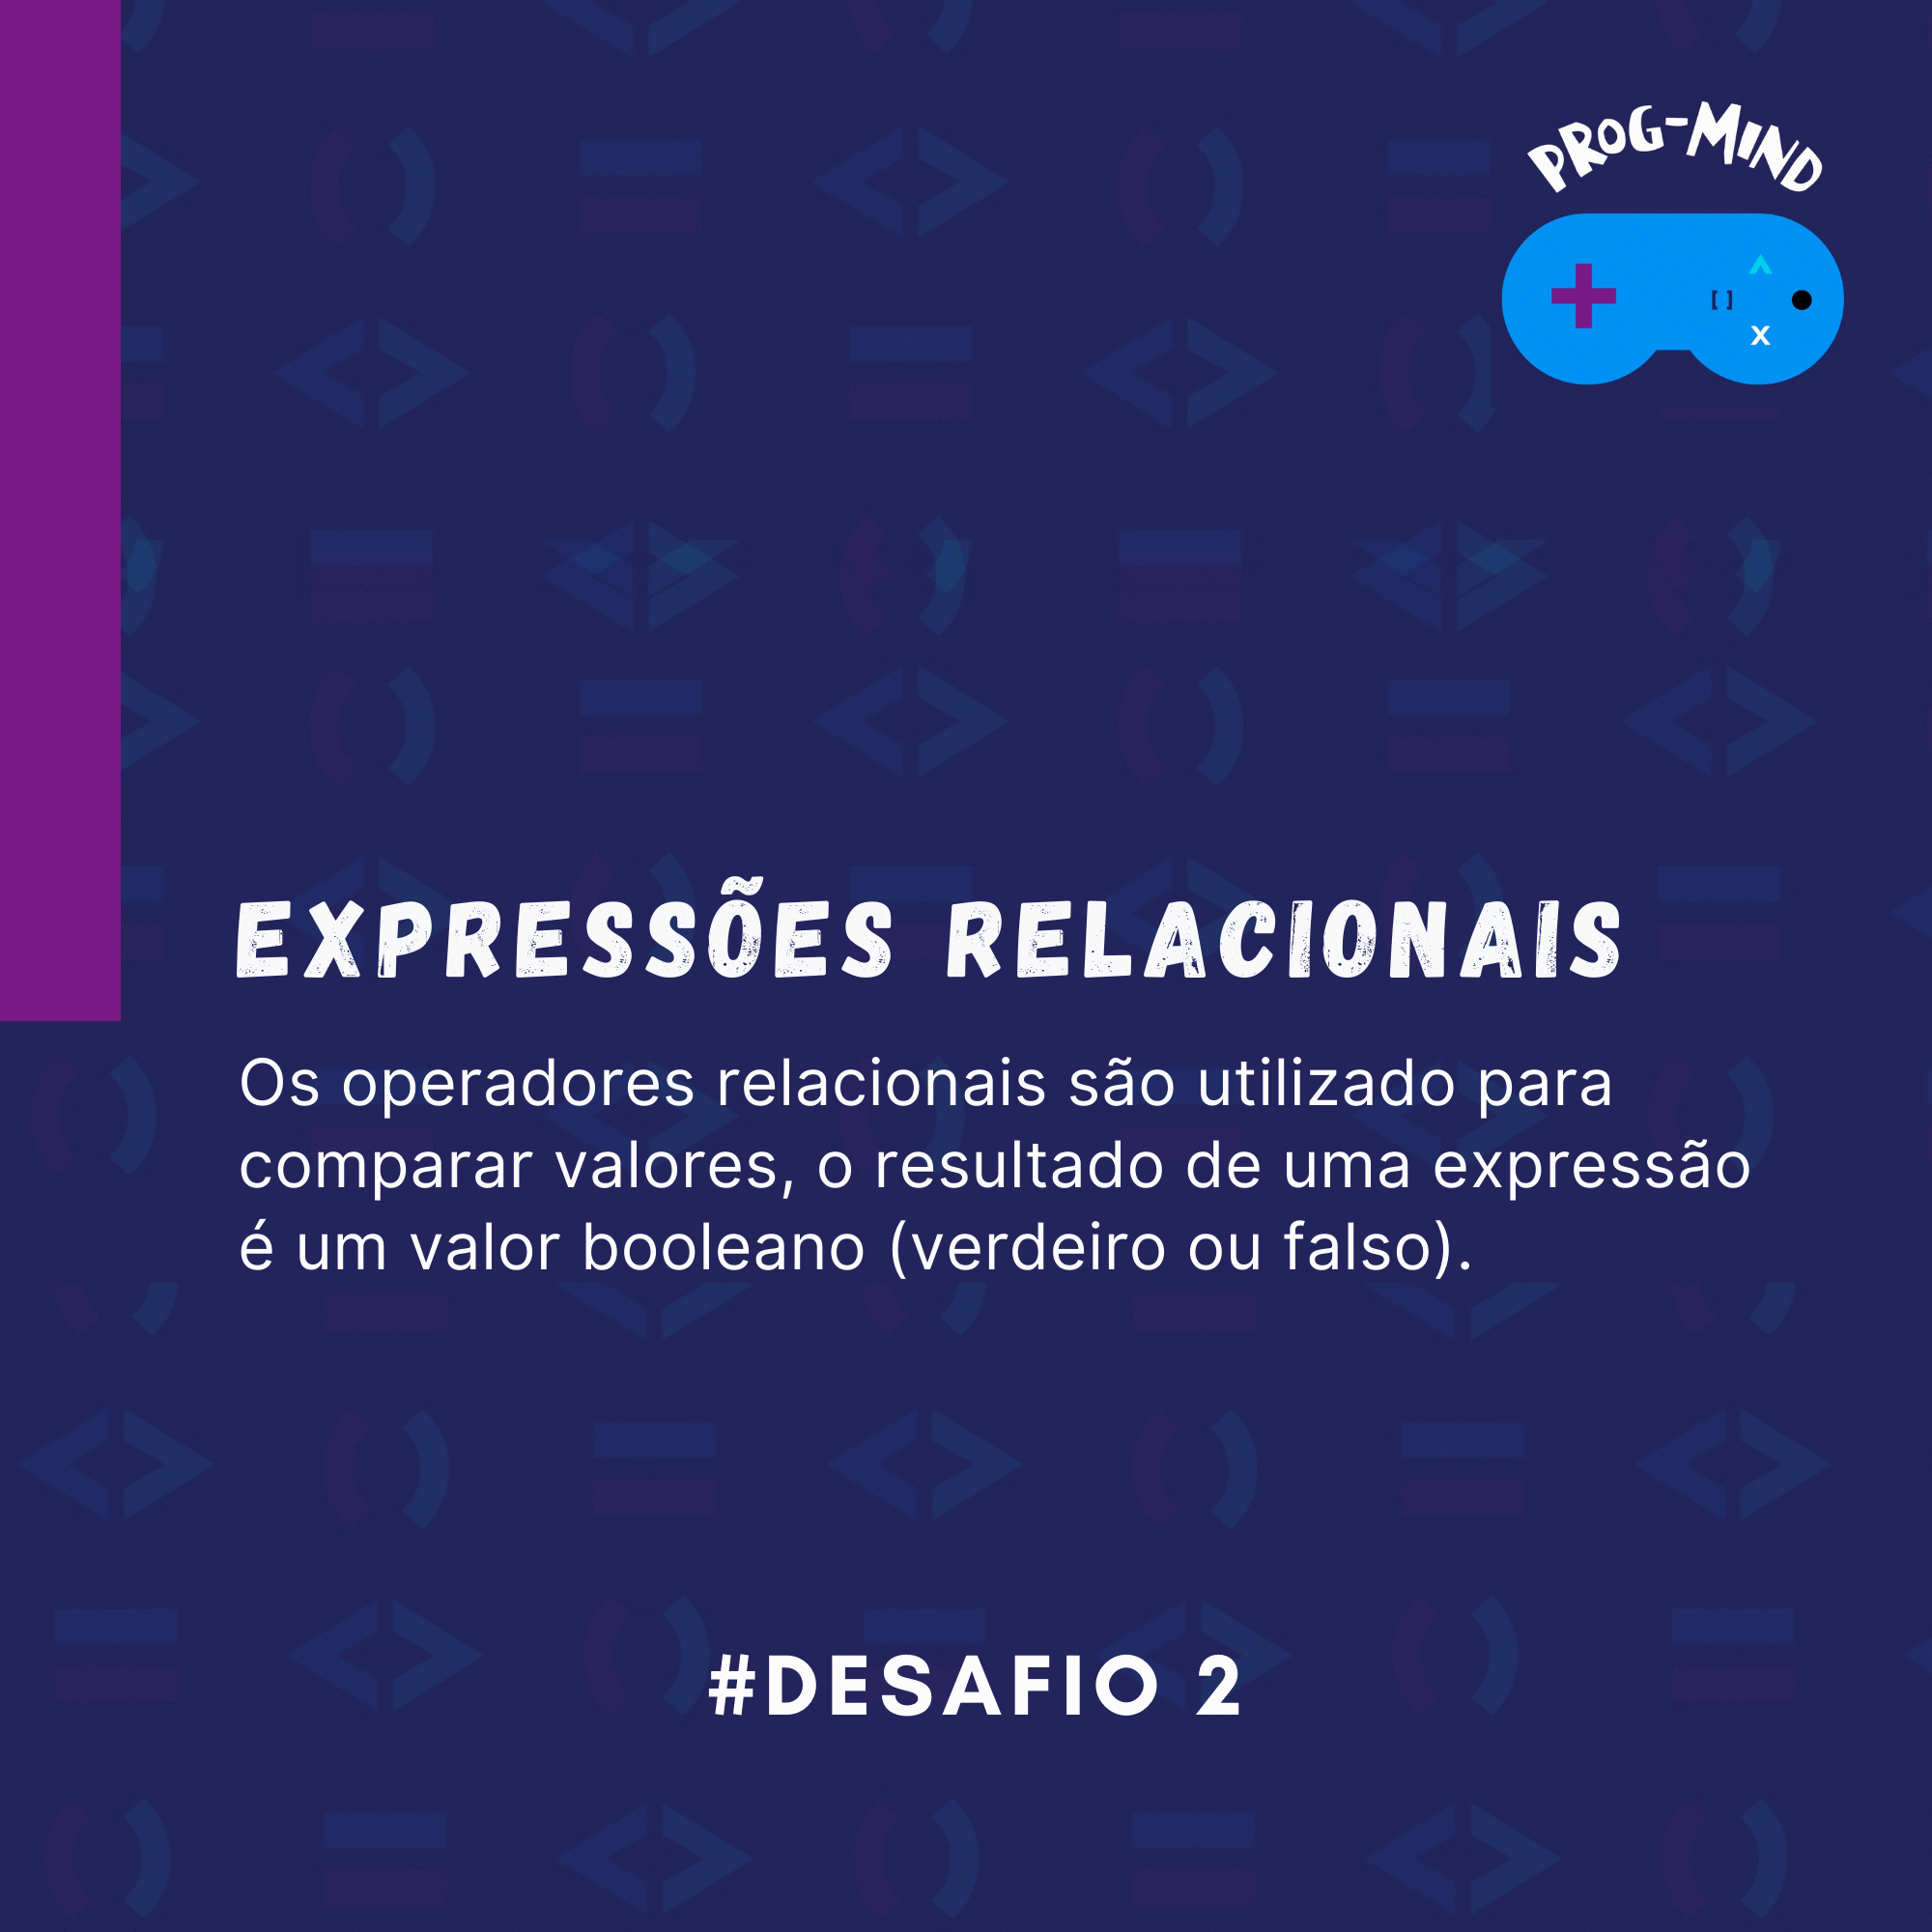 PROG-MIND
[ ]
X
EXPRESSÕES RELACIONAIS
Os operadores relacionais são utilizado para
comparar valores, o resultado de uma expressão
é um valor booleano (verdeiro ou falso).
#DESAFIO 2